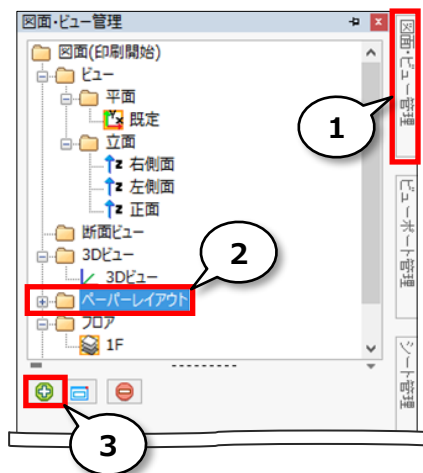 図面・ビュー管理
図面(印刷開始)
ビュー
平面
既定
立面
右側面
左側面
正面
断面ビュー
3Dビュー
3Dビュー
ペーパーレイアウト
フロア
1F
図面・ビュー管理
ビューポート管理
シート管理
1
2
3